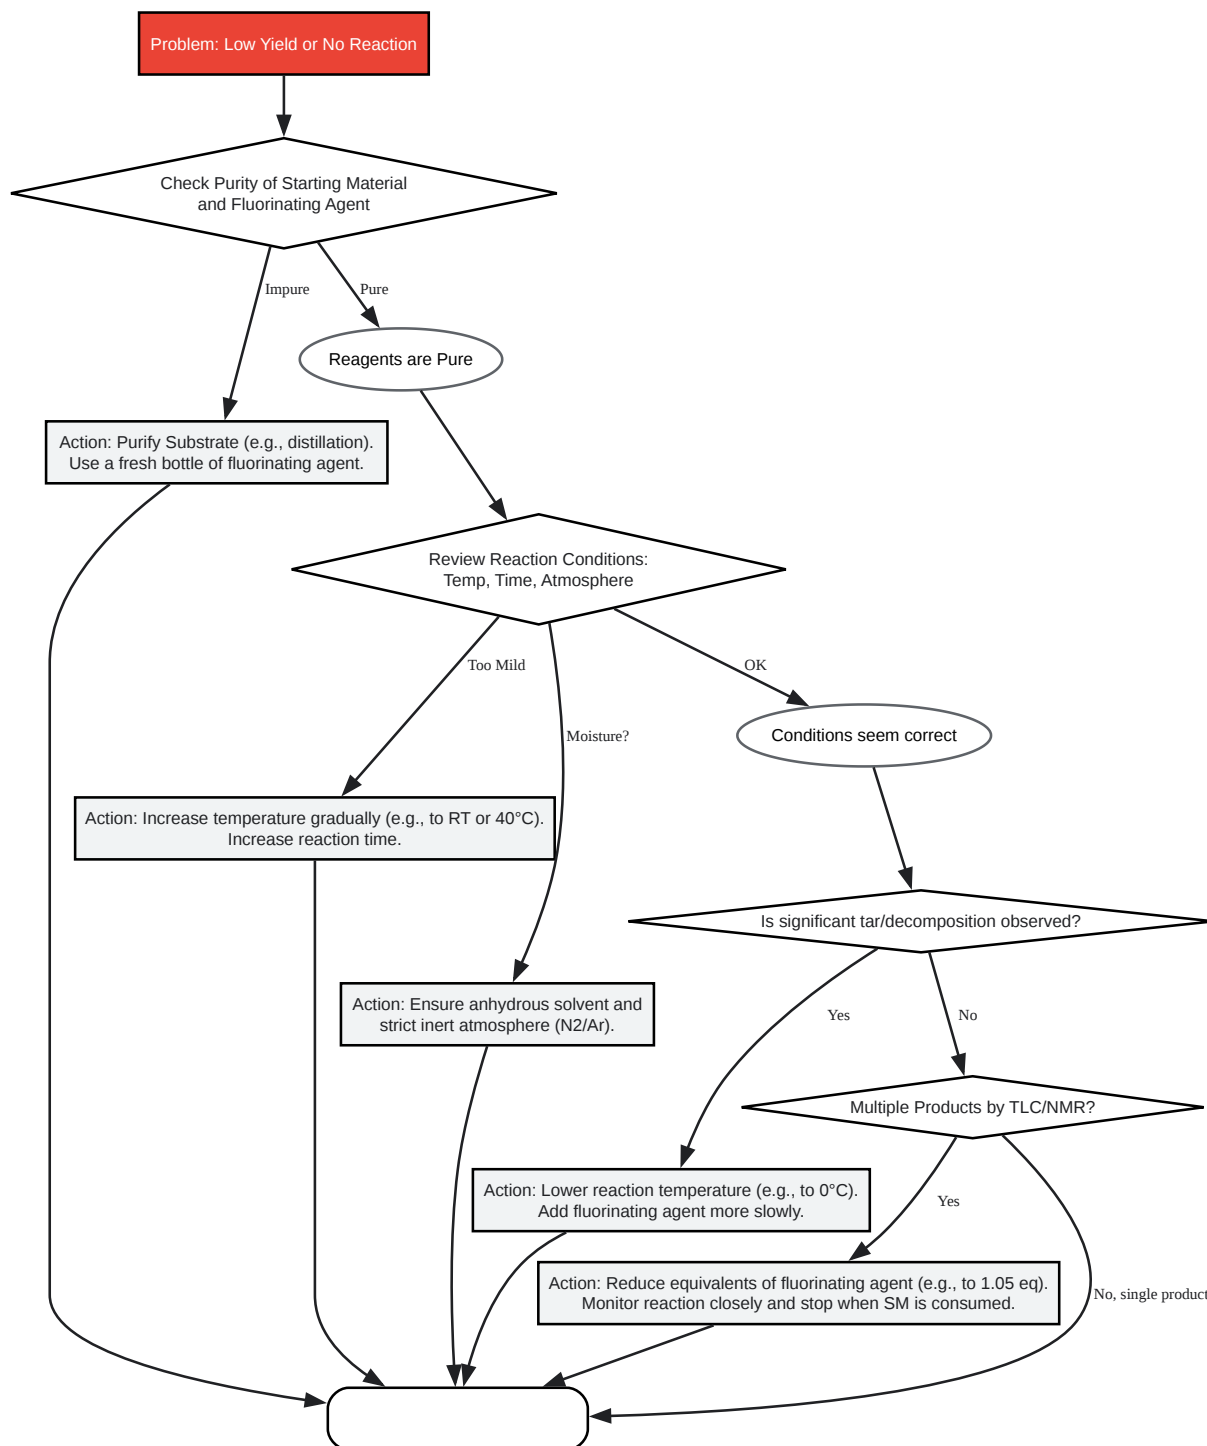 Problem: Low Yield or No Reaction
Check Purity of Starting Material
and Fluorinating Agent
Impure
Pure
Reagents are Pure
Action: Purify Substrate (e.g., distillation).
Use a fresh bottle of fluorinating agent.
Review Reaction Conditions:
Temp, Time, Atmosphere
Too Mild
OK
Moisture?
Conditions seem correct
Action: Increase temperature gradually (e.g., to RT or 40°C).
Increase reaction time.
Is significant tar/decomposition observed?
Action: Ensure anhydrous solvent and
strict inert atmosphere (N2/Ar).
Yes
No
Multiple Products by TLC/NMR?
Action: Lower reaction temperature (e.g., to 0°C).
Add fluorinating agent more slowly.
Yes
Action: Reduce equivalents of fluorinating agent (e.g., to 1.05 eq).
Monitor reaction closely and stop when SM is consumed.
No, single product